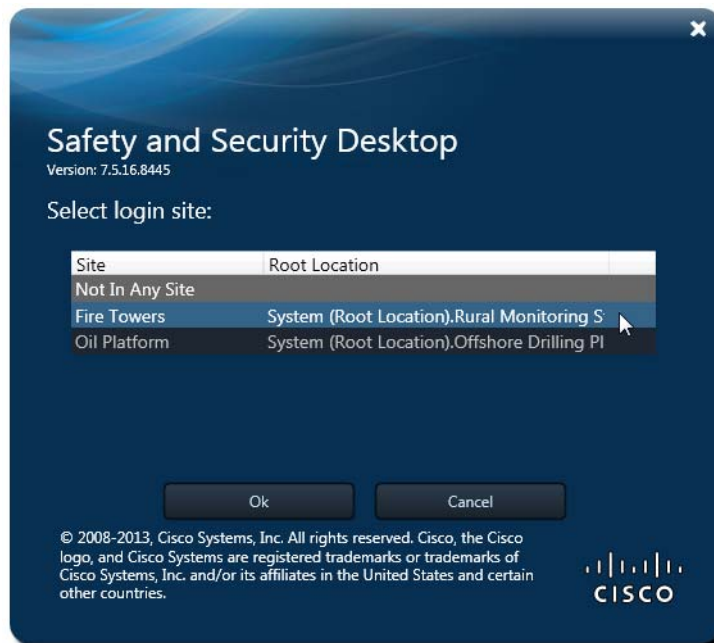 Safety and Security Desktop
Version: 7.5.16.8445
Select login site:
Site Root Location
Not In Any Site
Fire Towers System (Root Location).Rural Monitoring S
Oil Platform System (Root Location).Offshore Drilling Pl
Ok Cancel
© 2008-2013, Cisco Systems, Inc. All rights reserved. Cisco, the Cisco
logo, and Cisco Systems are registered trademarks or trademarks of
Cisco Systems, Inc. and/or its affiliates in the United States and certain
other countries.
CISCO